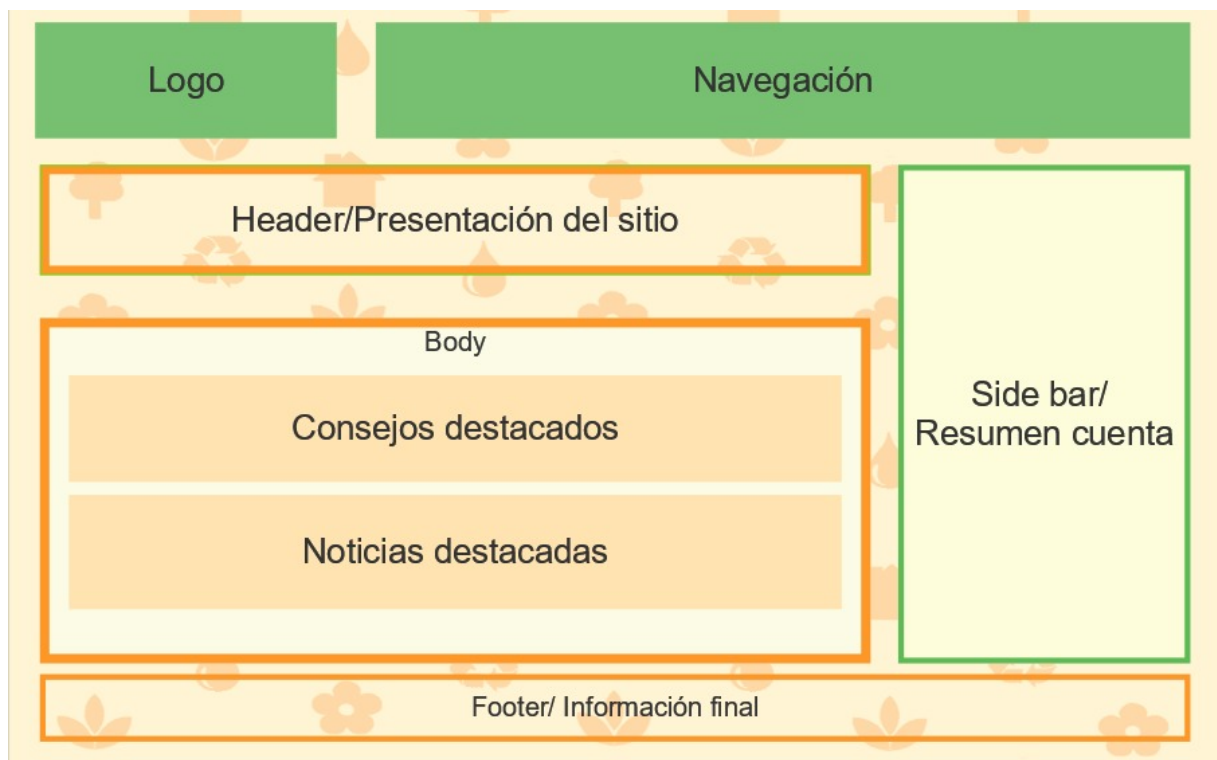 Logo
Navegación
Header/Presentación del sitio
Body
Consejos destacados
Noticias destacadas
Side bar/
Resumen cuenta
Footer/ Información final